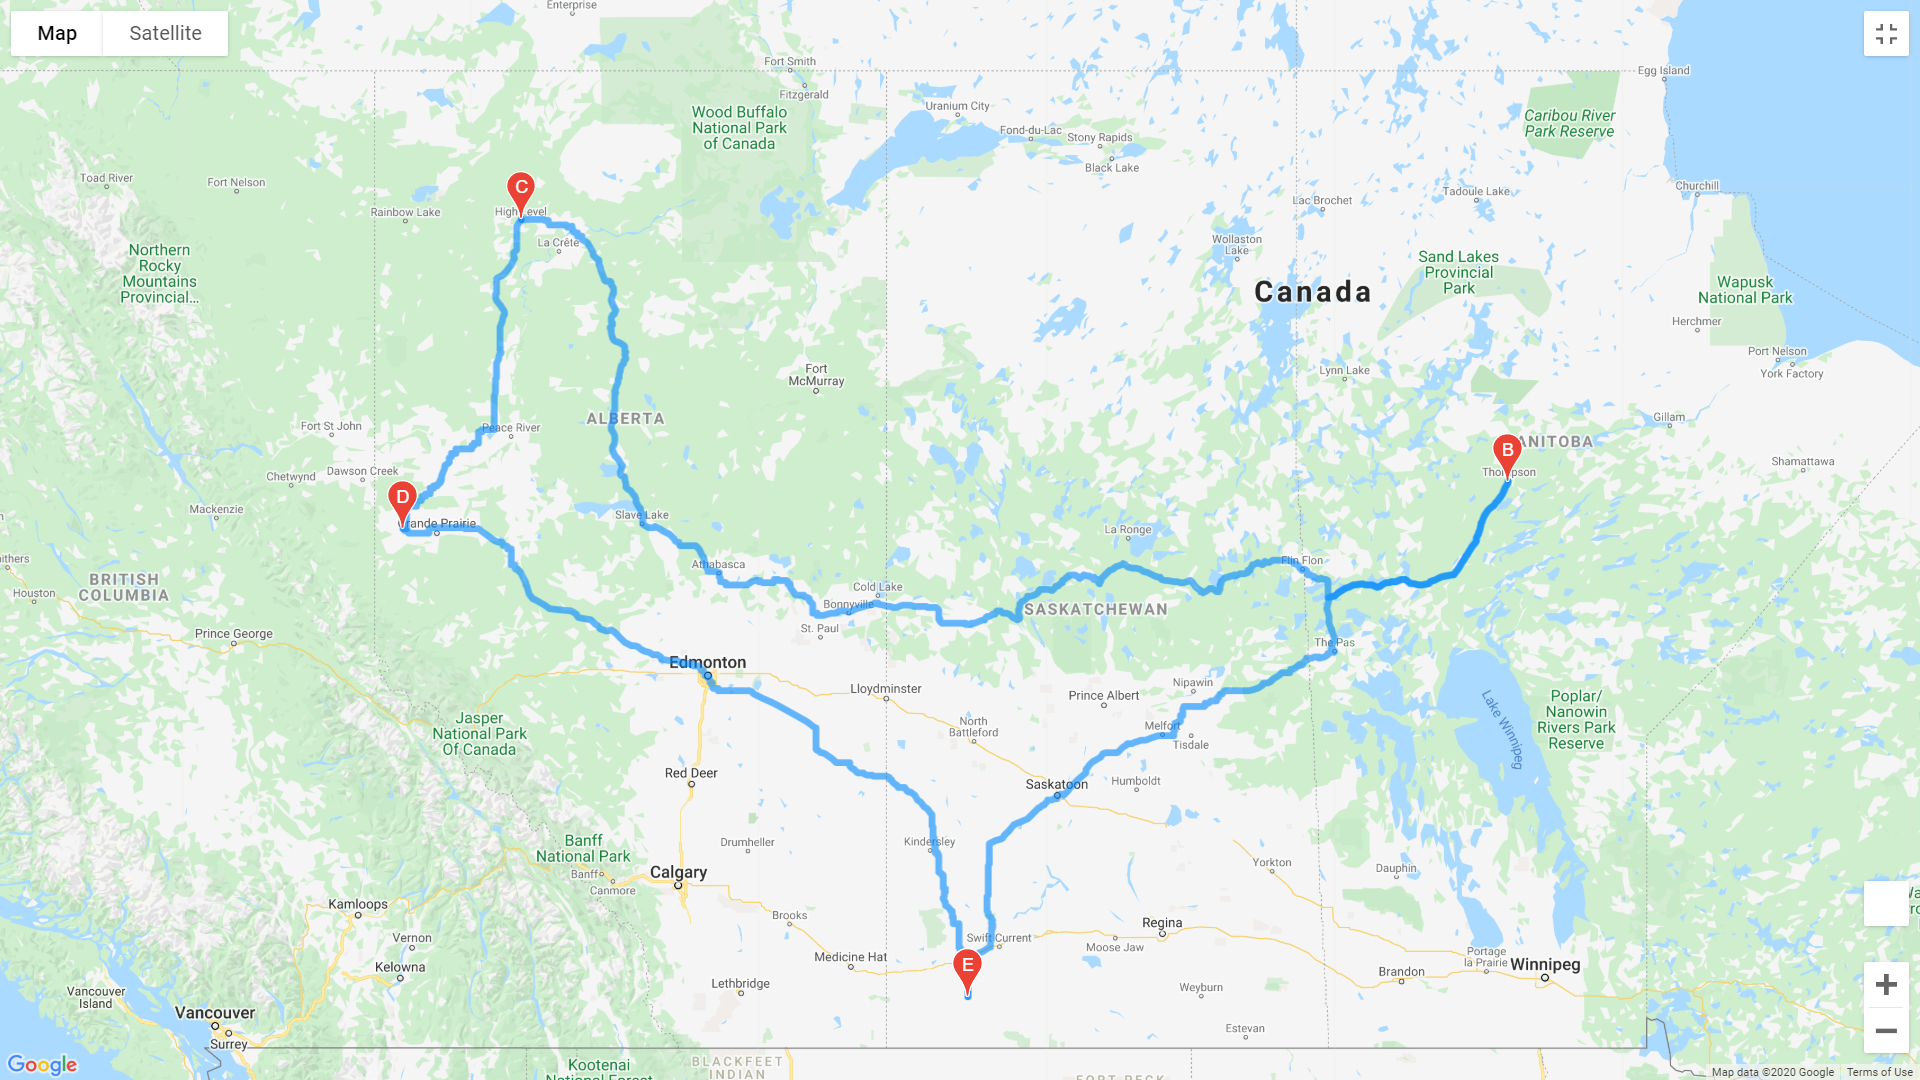 Enterprise
Map
Satellite
Fort Smith
Fitzgerald
Egg Island
Uranium City
Wood Buffalo
National Park
of Canada
Caribou River
Park Reserve
Fond-du-Lac
Stony Rapids
Black Lake
Toad River
Fort Nelson
C
Churchill
Tadoule Lake
Lac Brochet
Rainbow Lake
High Level
La Crête
Wollaston
Lake
Northern
Rocky
Mountains
Provincial...
Sand Lakes
Provincial
Park
Canada
Wapusk
National Park
Herchmer
Port Nelson
York Factory
Fort
McMurray
Lynn Lake
ALBERTA
Gillam
Fort St John
Peace River
B
MANITOBA
Shamattawa
Dawson Creek
Chetwynd
Thompson
D
Mackenzie
Grande Prairie
Slave Lake
La Ronge
Flin Flon
Athabasca
Cold Lake
BRITISH
COLUMBIA
Houston
Bonnyville
SASKATCHEWAN
St. Paul
Prince George
The Pas
Edmonton
Nipawin
Lloydminster
Prince Albert
Poplar/
Nanowin
Rivers Park
Reserve
Lake Winnipeg
Jasper
National Park
Of Canada
North
Battleford
Melfort
Tisdale
Red Deer
Saskatoon
Humboldt
Banff
National Park
Drumheller
Kindersley
Yorkton
Dauphin
Banff
Calgary
Canmore
Kamloops
Brooks
Regina
Vernon
Swift Current
Moose Jaw
Portage
la Prairie
Winnipeg
Medicine Hat
E
Kelowna
Brandon
Lethbridge
Weyburn
Vancouver
Island
Vancouver
Surrey
Estevan
Kootenai
National Forest
BLACKFEET
INDIAN
FORT PECK
Google
Map data ©2020 Google
Terms of Use